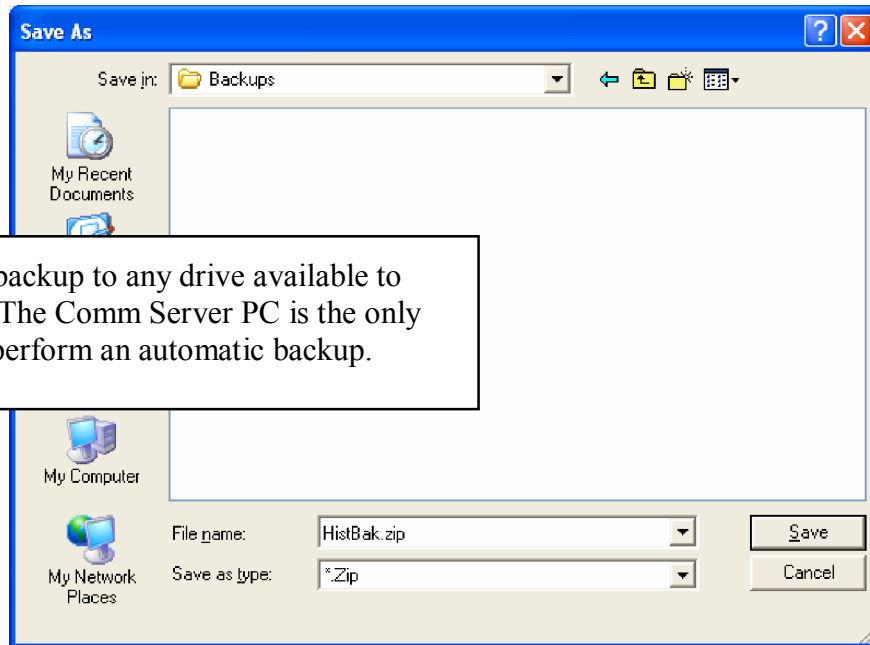 Save As
Save in:
Backups
My Recent
Documents
backup to any drive available to
The Comm Server PC is the only
perform an automatic backup.
My Computer
My Network
Places
File name:
HistBak.zip
Save
Save as type:
*.Zip
Cancel